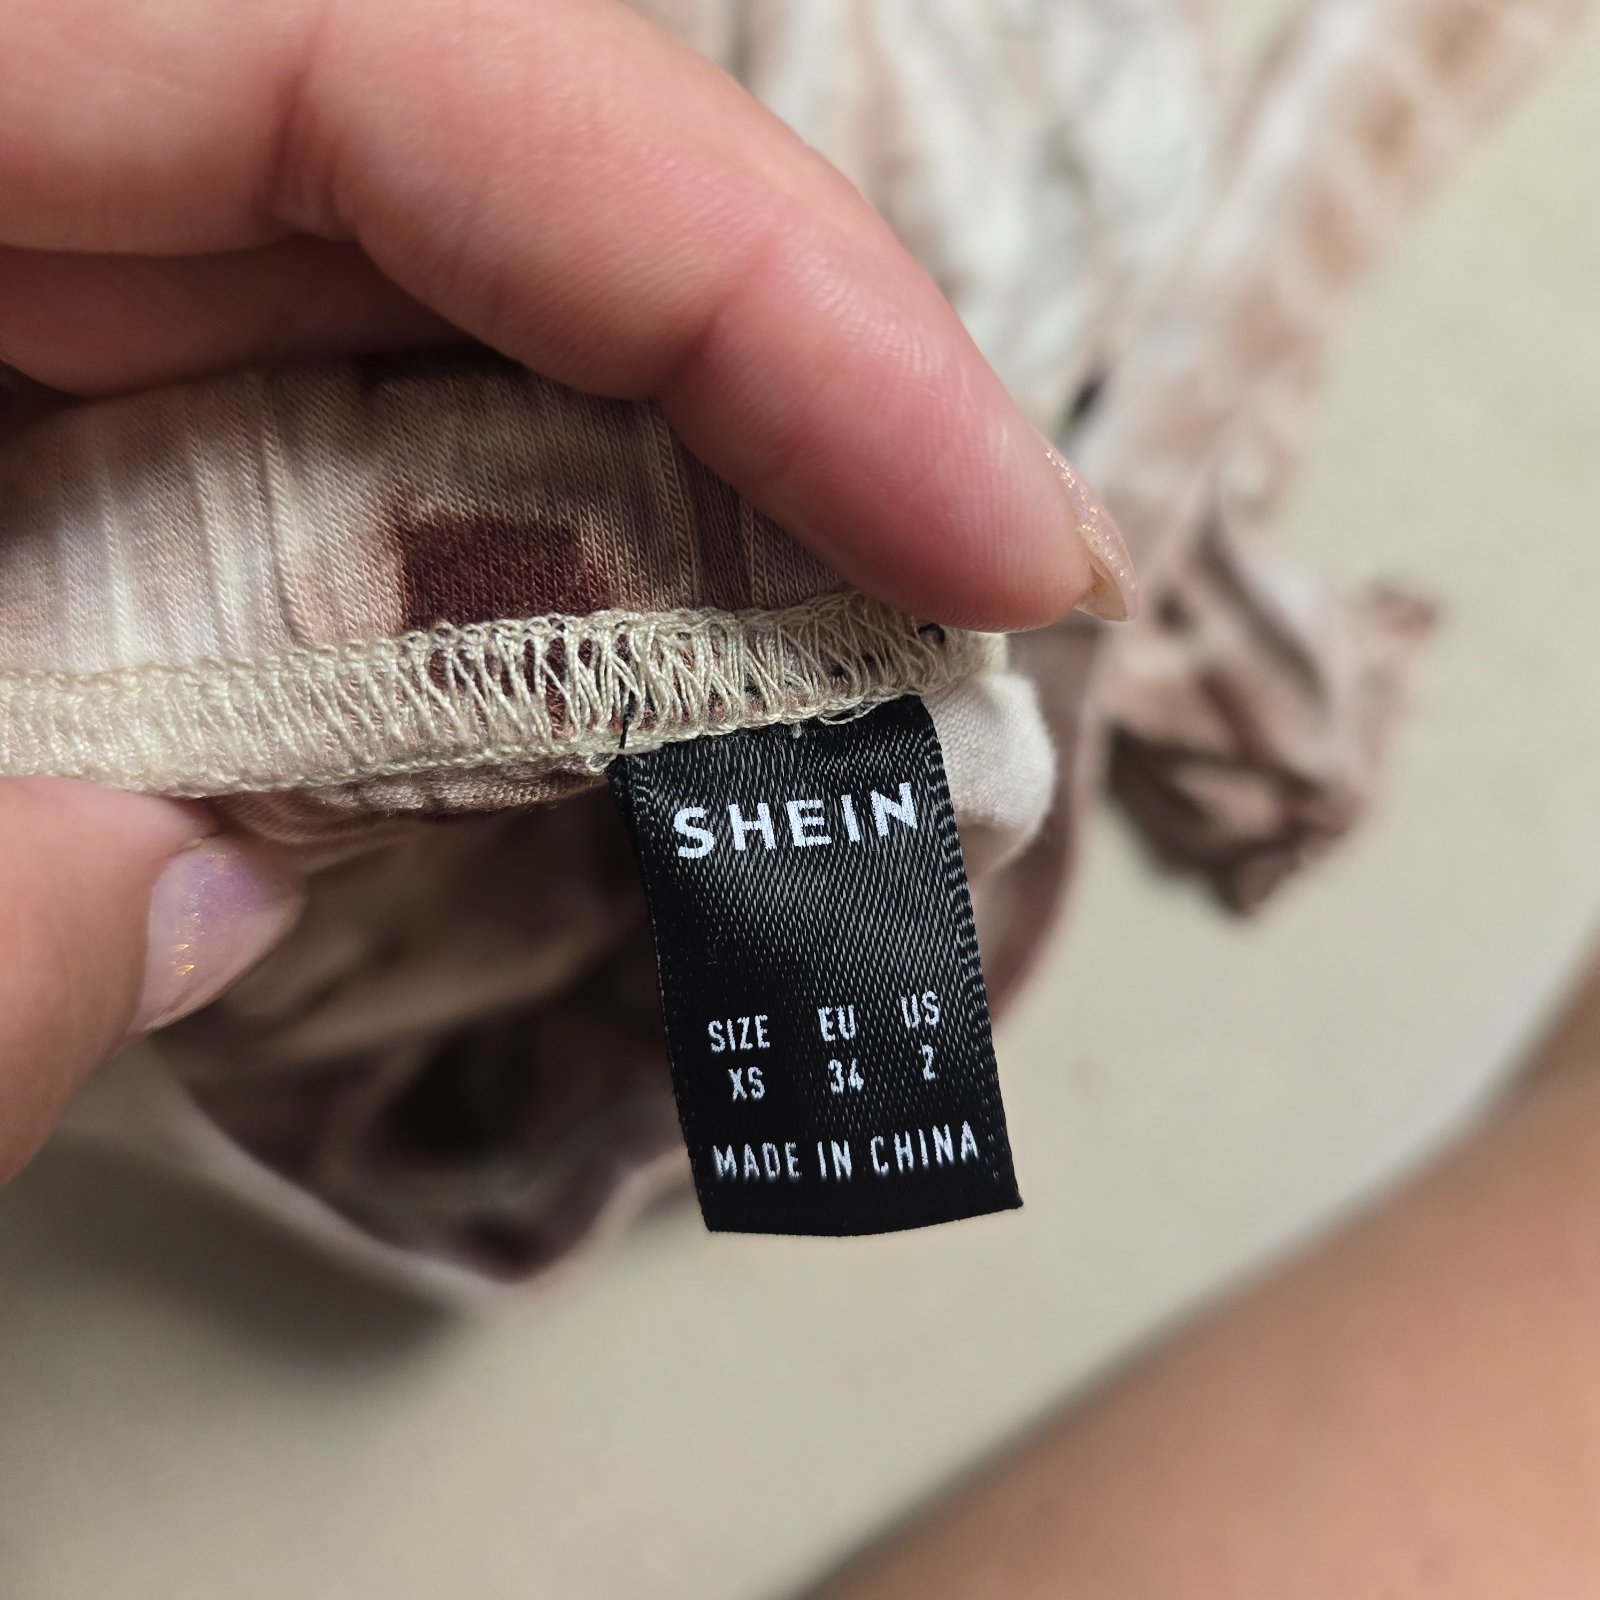 SHEIN
SIZE EU US
XS 34 2
MADE IN CHINA